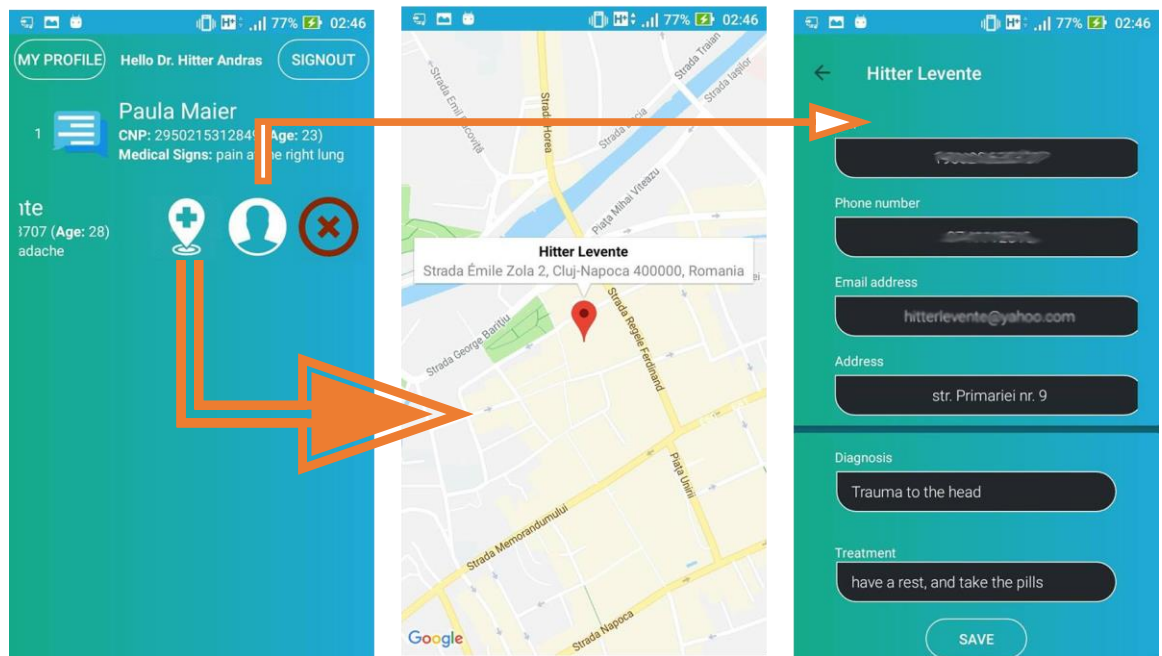 77% 02:46
MY PROFILE
Hello Dr. Hitter Andras
SIGNOUT
1
Paula Maier
CNP: (Age: 23)
Medical Signs: pain at the right lung
nte
3707 (Age: 28)
adache
H+ 77% 02:46
Strada Traian
Strada Iașilor
Strada Emil Racoviță
Strada Horea
Piața Mihai Viteazu
Hitter Levente
Strada Émile Zola 2, Cluj-Napoca 400000, Romania
ei
Strada George Barițiu
Strada Regele Ferdinand
Piața Unirii
Strada Memorandumului
Strada Napoca
Google
H+ 77% 02:46
Hitter Levente
Phone number
Email address
hitterlevente@yahoo.com
Address
str. Primariei nr. 9
Diagnosis
Trauma to the head
Treatment
have a rest, and take the pills
SAVE